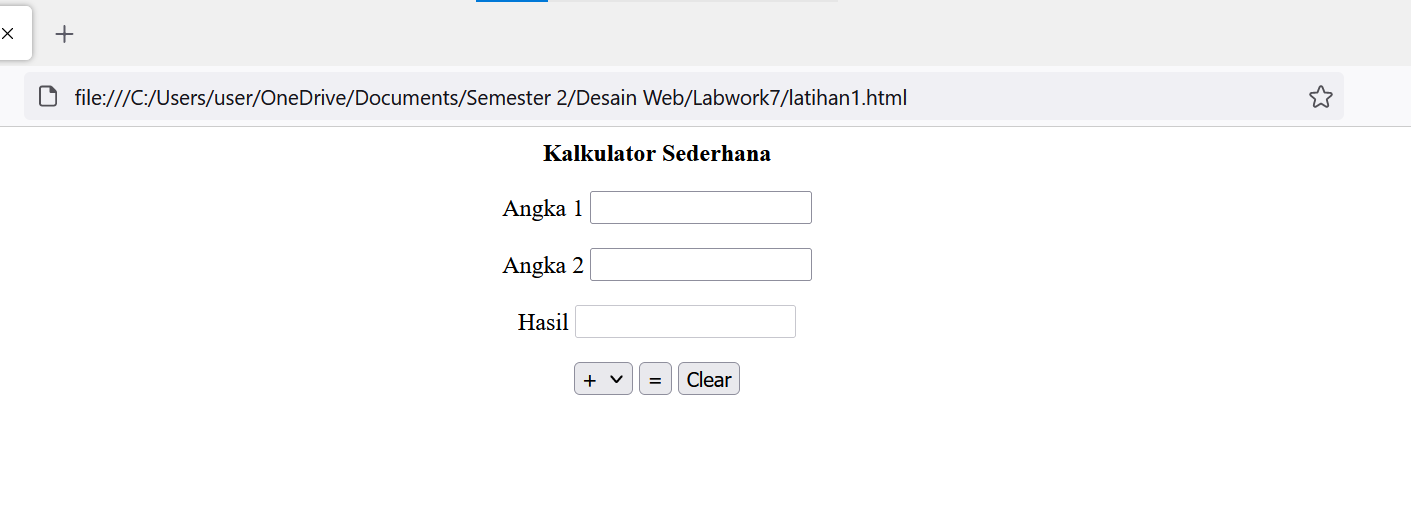 file:///C:/Users/user/OneDrive/Documents/Semester 2/Desain Web/Labwork7/latihan1.html
Kalkulator Sederhana
Angka 1
Angka 2
Hasil
+ = Clear